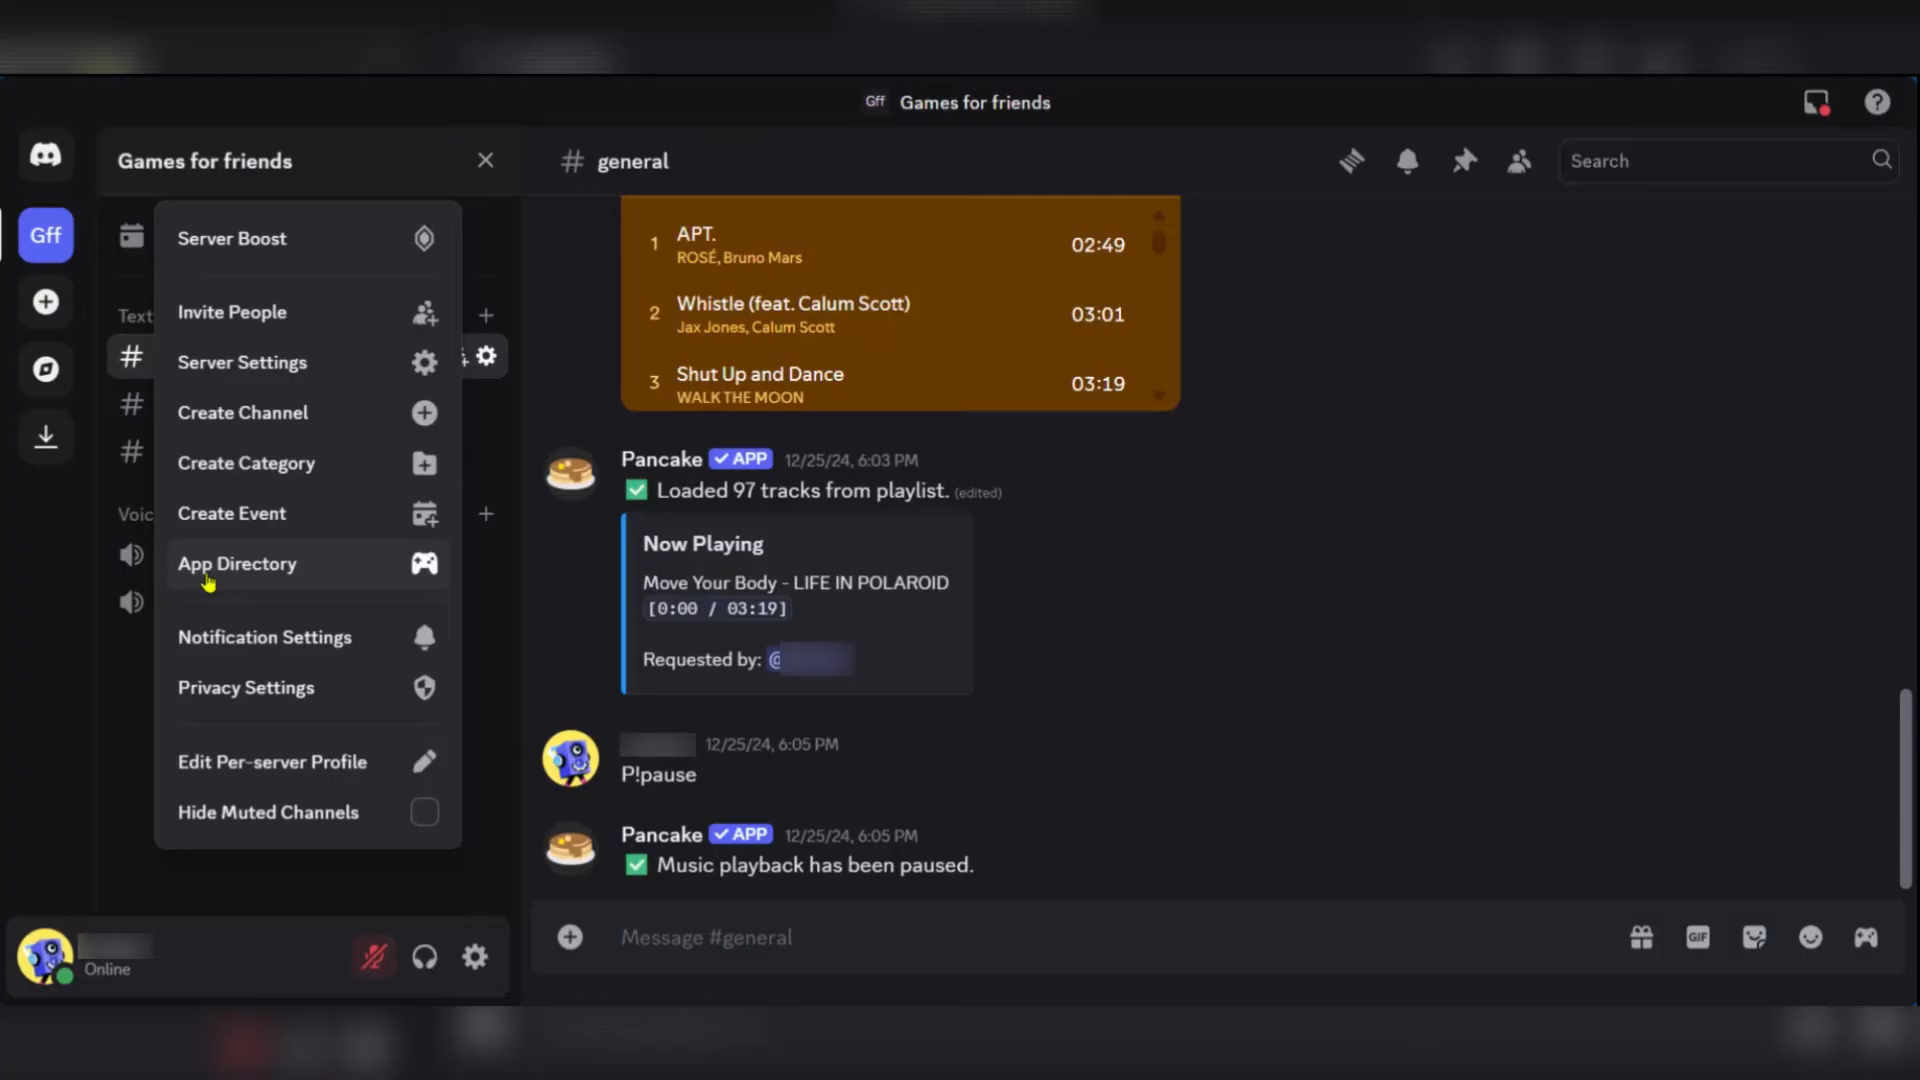 Gff Games for friends
Games for friends
general
Search
Gff
Server Boost
Invite People
Server Settings
Create Channel
Create Category
Create Event
App Directory
Notification Settings
Privacy Settings
Edit Per-server Profile
Hide Muted Channels
Text
Voic
Online
1 APT. 02:49
ROSÉ, Bruno Mars
2 Whistle (feat. Calum Scott) 03:01
Jax Jones, Calum Scott
3 Shut Up and Dance 03:19
WALK THE MOON
Pancake ✓ APP 12/25/24, 6:03 PM
✅ Loaded 97 tracks from playlist. (edited)
Now Playing
Move Your Body - LIFE IN POLAROID
[0:00 / 03:19]
Requested by: @
12/25/24, 6:05 PM
P!pause
Pancake ✓ APP 12/25/24, 6:05 PM
✅ Music playback has been paused.
Message #general
GIF